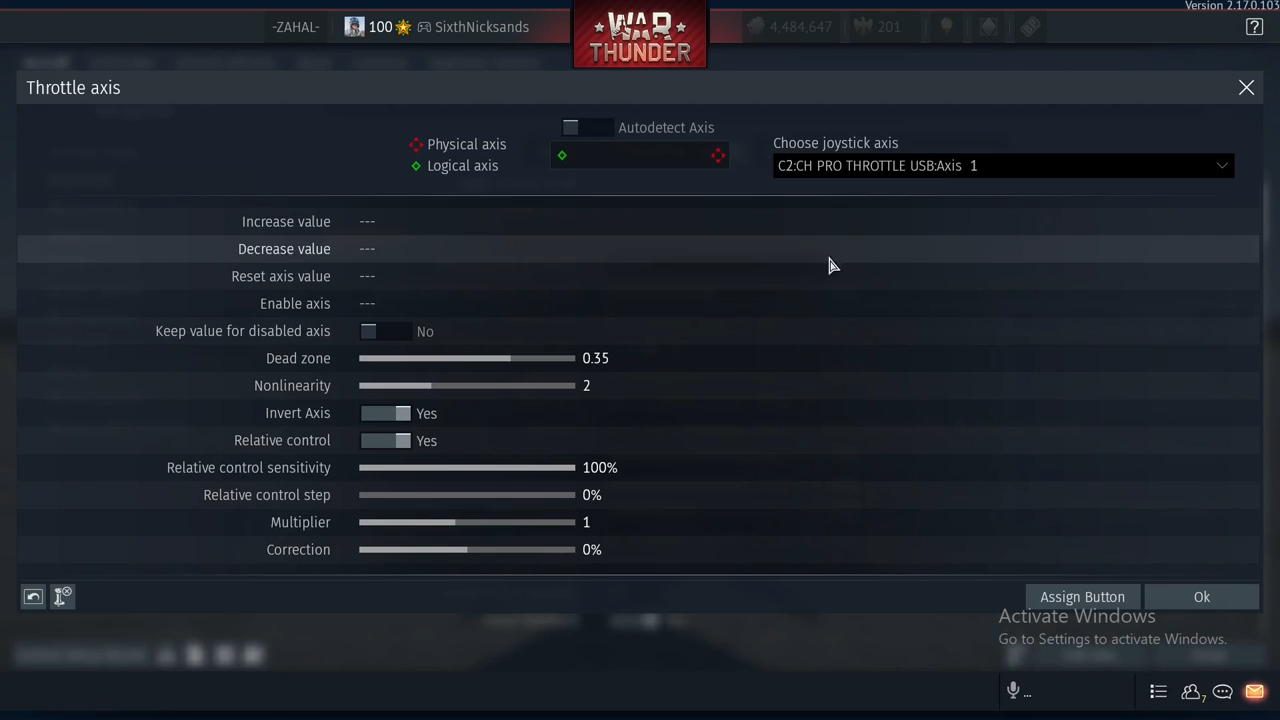 Version 2.17.0.103
-ZAHAL- 100 SixthNicksands WAR THUNDER 4,484,647 201
Throttle axis
Autodetect Axis
Physical axis
Logical axis
Choose joystick axis
C2:CH PRO THROTTLE USB:Axis 1
Increase value ---
Decrease value ---
Reset axis value ---
Enable axis ---
Keep value for disabled axis No
Dead zone 0.35
Nonlinearity 2
Invert Axis Yes
Relative control Yes
Relative control sensitivity 100%
Relative control step 0%
Multiplier 1
Correction 0%
Assign Button Ok
Activate Windows
Go to Settings to activate Windows.
... 7